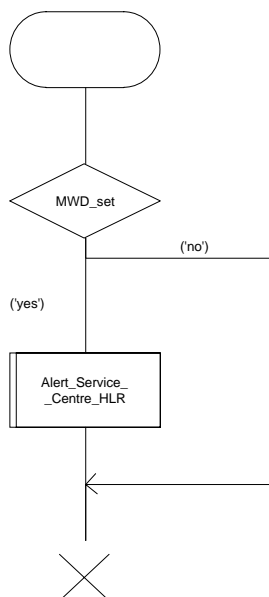 MWD_set
('no')
('yes')
Alert_Service_
_Centre_HLR